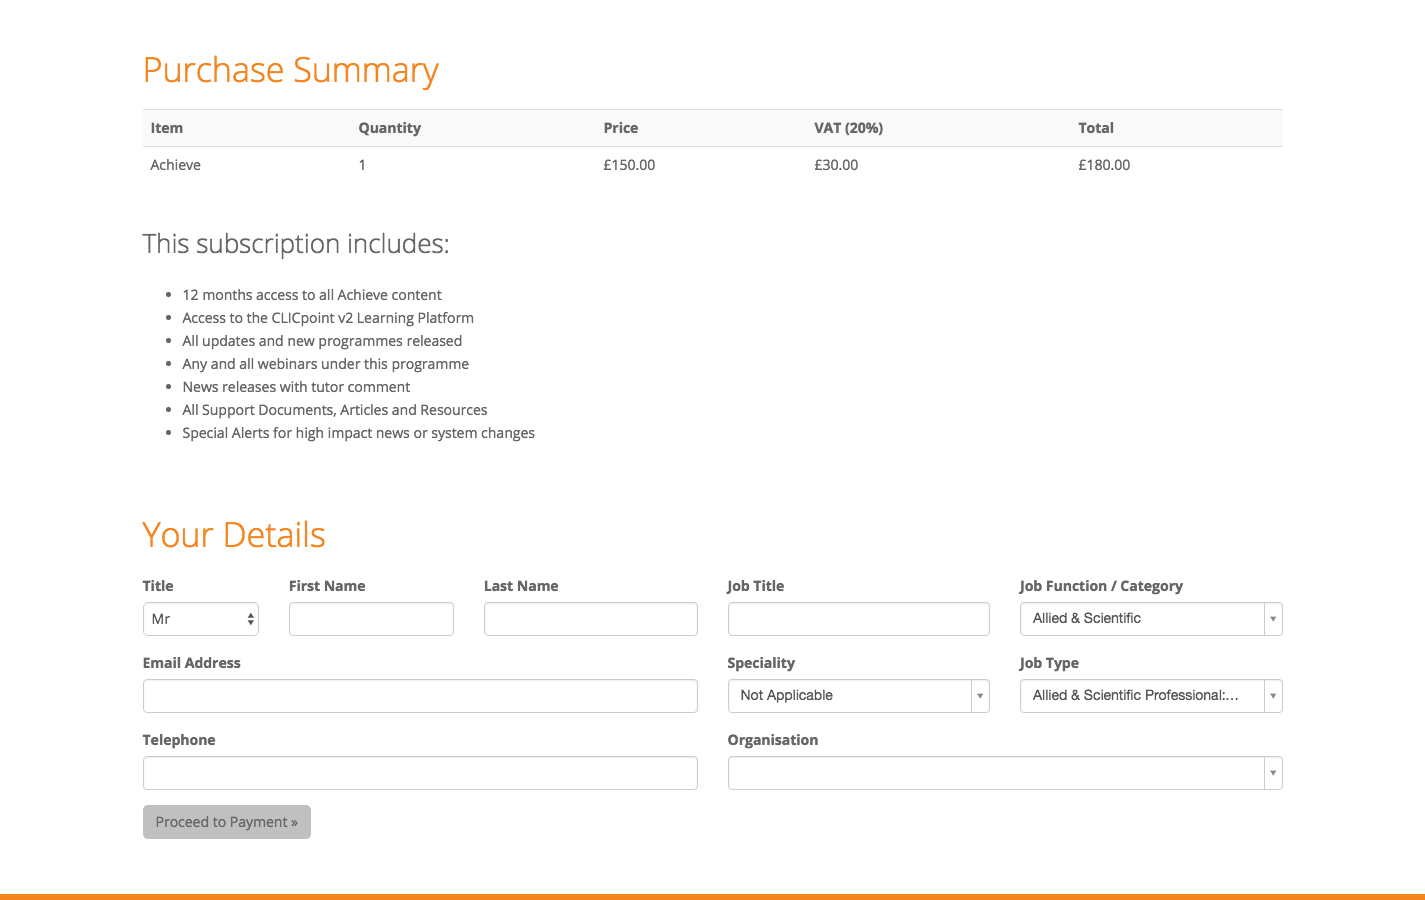 Purchase Summary
Item Quantity Price VAT (20%) Total
Achieve 1 £150.00 £30.00 £180.00
This subscription includes:
• 12 months access to all Achieve content
• Access to the CLICpoint v2 Learning Platform
• All updates and new programmes released
• Any and all webinars under this programme
• News releases with tutor comment
• All Support Documents, Articles and Resources
• Special Alerts for high impact news or system changes
Your Details
Title First Name Last Name Job Title Job Function / Category
Mr Allied & Scientific
Email Address Speciality Job Type
Not Applicable Allied & Scientific Professional:...
Telephone Organisation
Proceed to Payment »